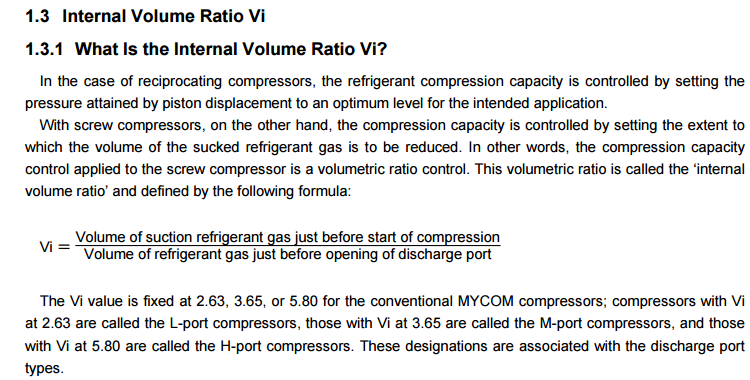 1.3 Internal Volume Ratio Vi
1.3.1 What Is the Internal Volume Ratio Vi?
In the case of reciprocating compressors, the refrigerant compression capacity is controlled by setting the
pressure attained by piston displacement to an optimum level for the intended application.
With screw compressors, on the other hand, the compression capacity is controlled by setting the extent to
which the volume of the sucked refrigerant gas is to be reduced. In other words, the compression capacity
control applied to the screw compressor is a volumetric ratio control. This volumetric ratio is called the ‘internal
volume ratio’ and defined by the following formula:
Vi =
Volume of suction refrigerant gas just before start of compression
Volume of refrigerant gas just before opening of discharge port
The Vi value is fixed at 2.63, 3.65, or 5.80 for the conventional MYCOM compressors; compressors with Vi
at 2.63 are called the L-port compressors, those with Vi at 3.65 are called the M-port compressors, and those
with Vi at 5.80 are called the H-port compressors. These designations are associated with the discharge port
types.